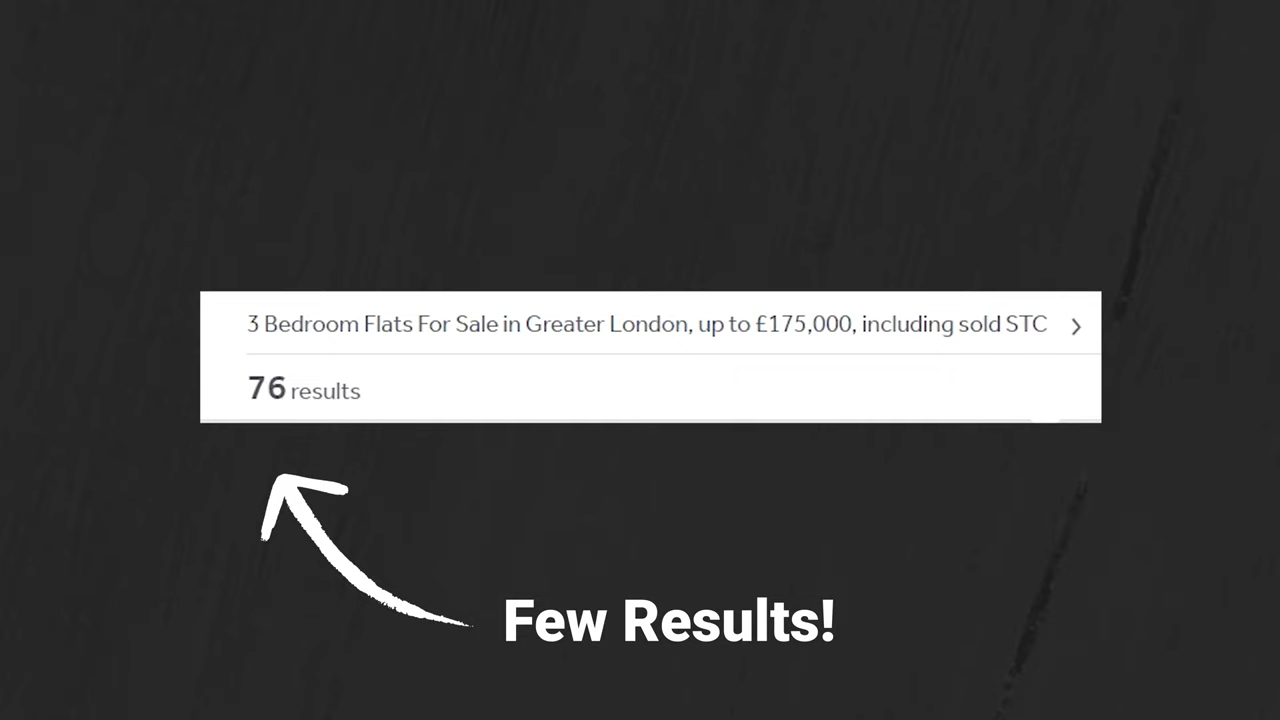 3 Bedroom Flats For Sale in Greater London, up to £175,000, including sold STC
76 results
Few Results!